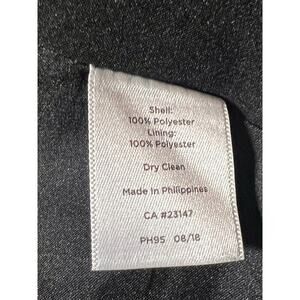 Shell:
100% Polyester
Lining:
100% Polyester
Dry Clean
Made In Philippines
CA #23147
PH95 08/18